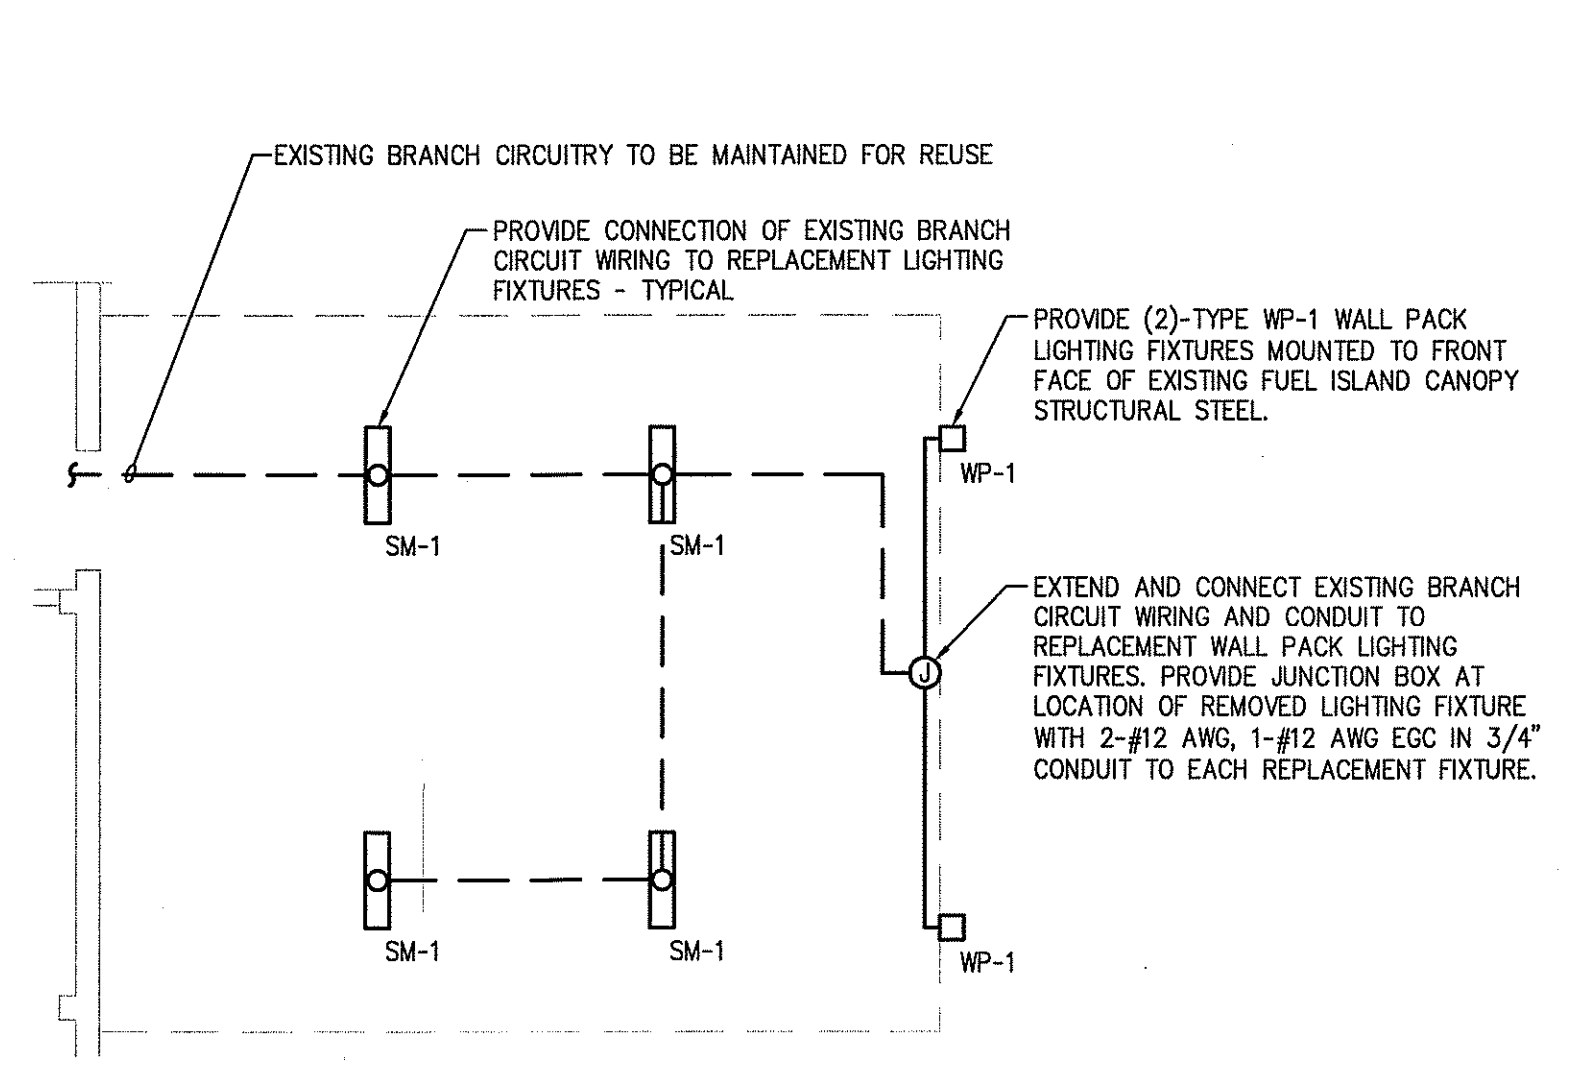 EXISTING BRANCH CIRCUITRY TO BE MAINTAINED FOR REUSE
PROVIDE CONNECTION OF EXISTING BRANCH
CIRCUIT WIRING TO REPLACEMENT LIGHTING
FIXTURES - TYPICAL
PROVIDE (2)-TYPE WP-1 WALL PACK
LIGHTING FIXTURES MOUNTED TO FRONT
FACE OF EXISTING FUEL ISLAND CANOPY
STRUCTURAL STEEL.
WP-1
SM-1
SM-1
EXTEND AND CONNECT EXISTING BRANCH
CIRCUIT WIRING AND CONDUIT TO
REPLACEMENT WALL PACK LIGHTING
FIXTURES. PROVIDE JUNCTION BOX AT
LOCATION OF REMOVED LIGHTING FIXTURE
WITH 2-#12 AWG, 1-#12 AWG EGC IN 3/4"
CONDUIT TO EACH REPLACEMENT FIXTURE.
J
SM-1
SM-1
WP-1